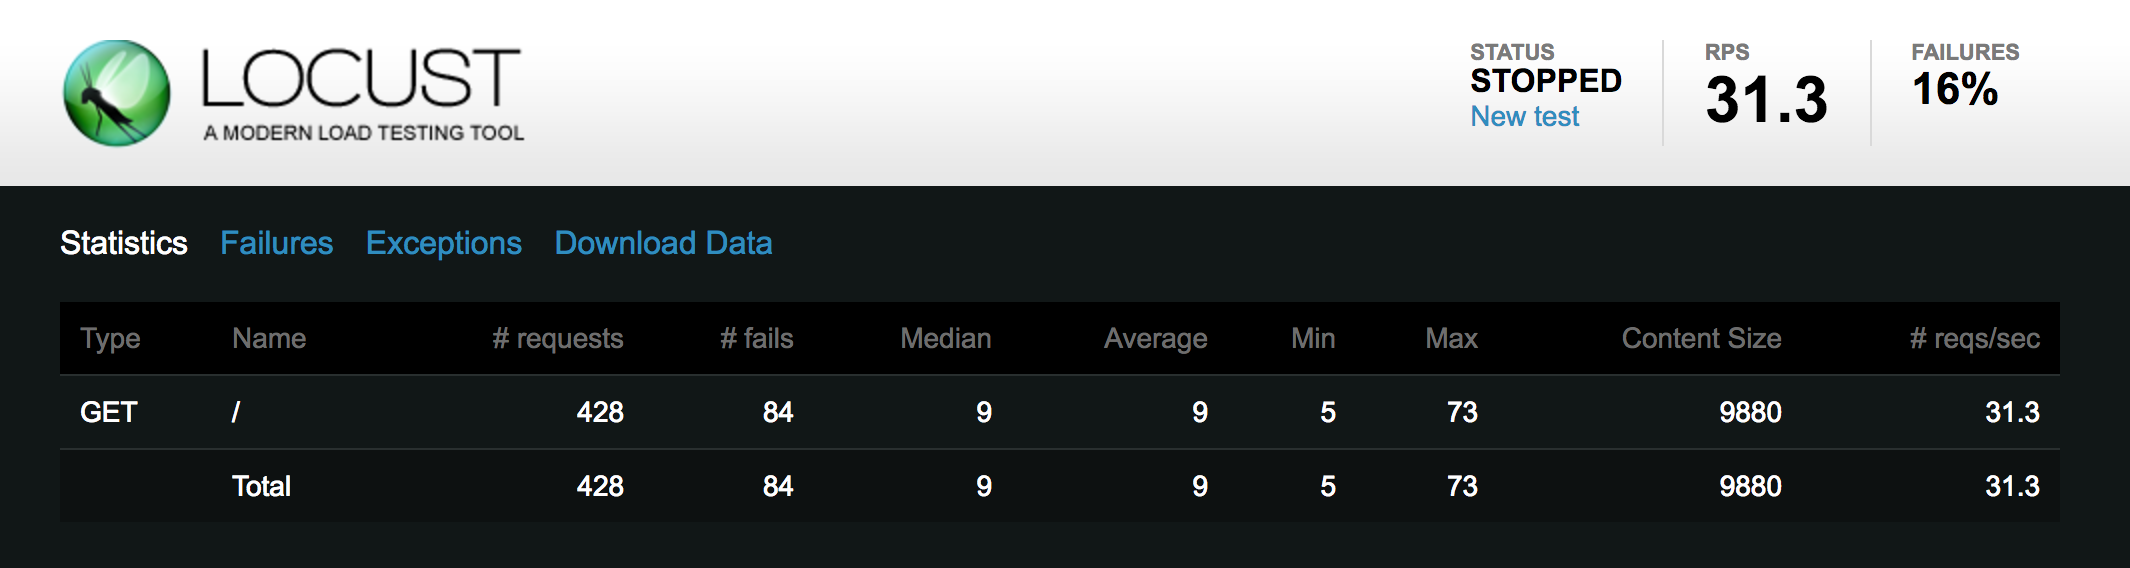 LOCUST
A MODERN LOAD TESTING TOOL
STATUS
STOPPED
New test
RPS
31.3
FAILURES
16%
Statistics Failures Exceptions Download Data
Type Name # requests # fails Median Average Min Max Content Size # reqs/sec
GET / 428 84 9 9 5 73 9880 31.3
Total 428 84 9 9 5 73 9880 31.3